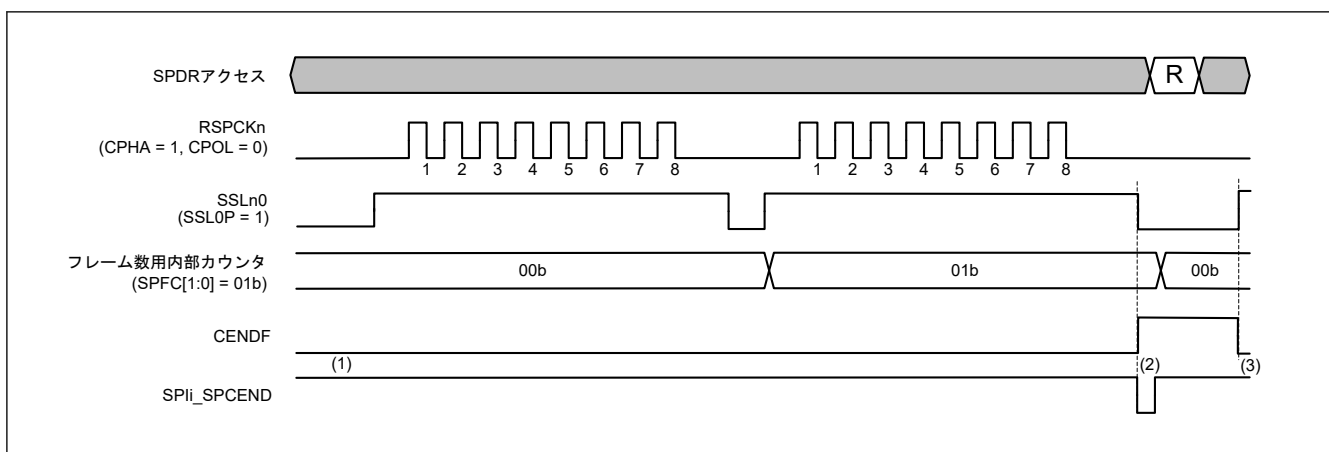 SPDRアクセス
R
RSPCKn
(CPHA = 1, CPOL = 0)
1 2 3 4 5 6 7 8 1 2 3 4 5 6 7 8
SSLn0
(SSL0P = 1)
フレーム数用内部カウンタ
(SPFC[1:0] = 01b)
00b 01b 00b
CENDF
(1) (2) (3)
SPIi_SPCEND